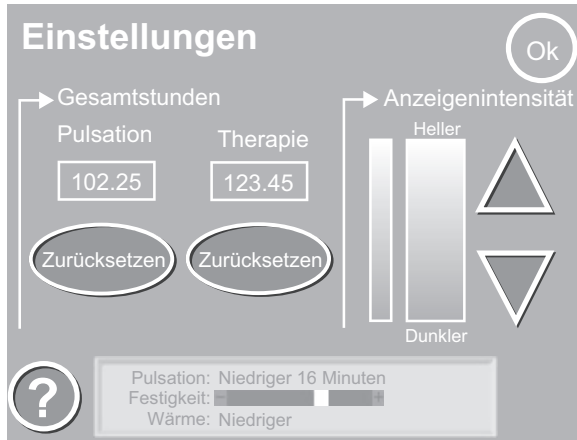 Einstellungen
Ok
Gesamtstunden
Pulsation Therapie
102.25 123.45
Zurücksetzen Zurücksetzen
Anzeigenintensität
Heller
Dunkler
?
Pulsation: Niedriger 16 Minuten
Festigkeit: - +
Wärme: Niedriger